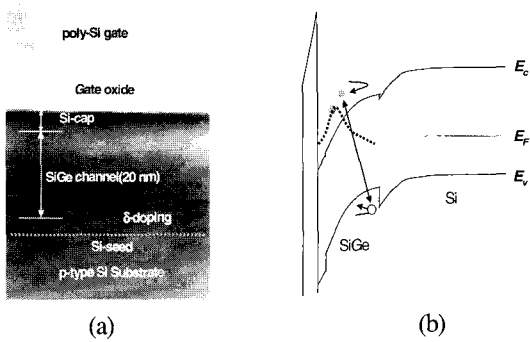 poly-Si gate
Gate oxide
Si-cap
SiGe channel(20 nm)
δ-doping
Si-seed
p-type Si Substrate
(a)
E_c
E_F
E_v
Si
SiGe
(b)